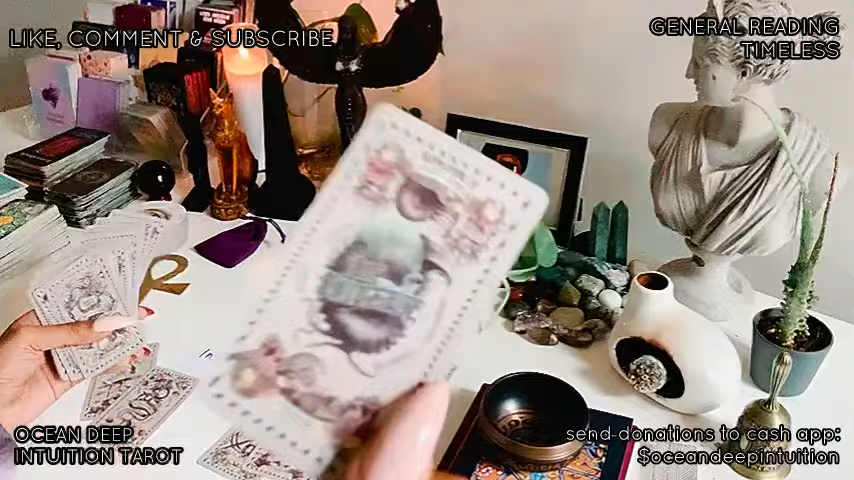 LIKE, COMMENT & SUBSCRIBE
GENERAL READING
TIMELESS
OCEAN DEEP
INTUITION TAROT
send donations to cash app:
$oceandeepintuition